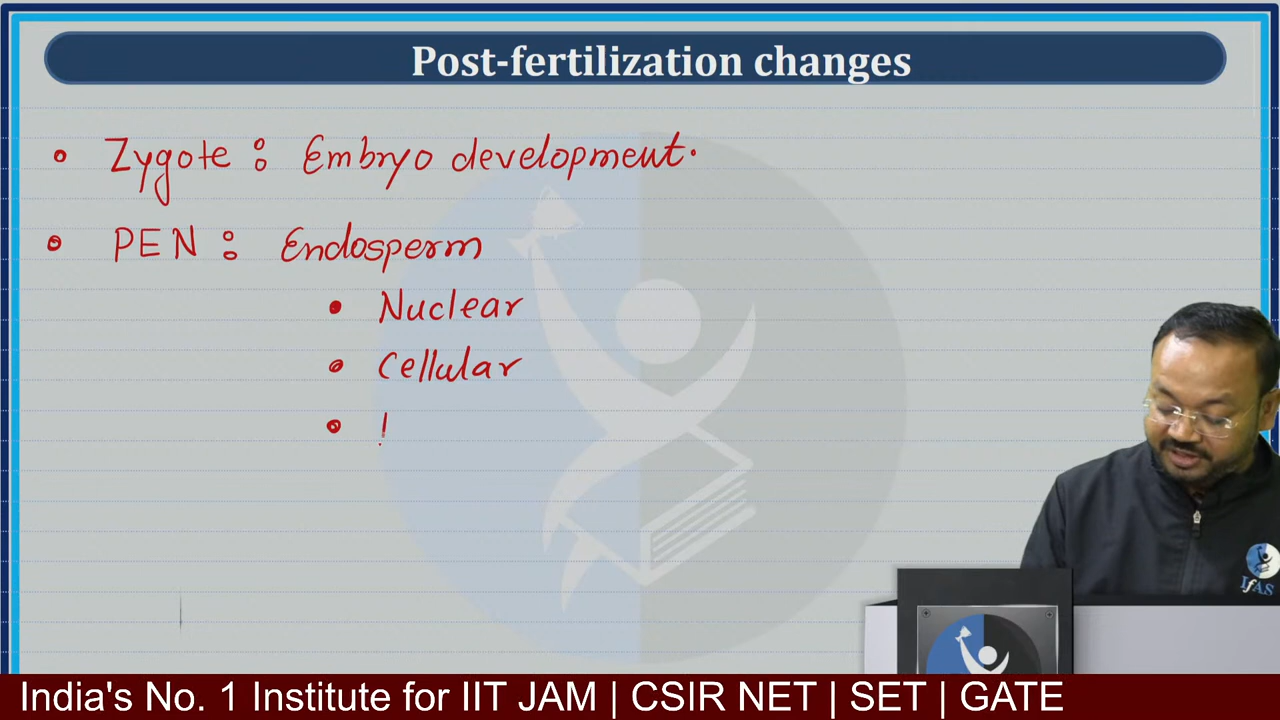 Post-fertilization changes
• Zygote : Embryo development.
• PEN : Endosperm
• Nuclear
• Cellular
•
IfAS
India's No. 1 Institute for IIT JAM | CSIR NET | SET | GATE